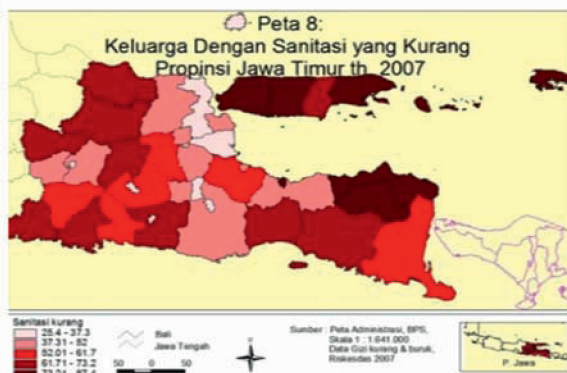 Peta 8:
Keluarga Dengan Sanitasi yang Kurang
Propinsi Jawa Timur th 2007
Sanitasi kurang
25.4 - 37.3
37.31 - 52
52.01 - 61.7
61.71 - 73.2
Bali
Jawa Tengah
50 0 50
Sumber : Peta Administrasi, BPS,
Skala 1 : 1.641.000
Data Gizi kurang & buruk,
Riskesdas 2007
P. Jawa